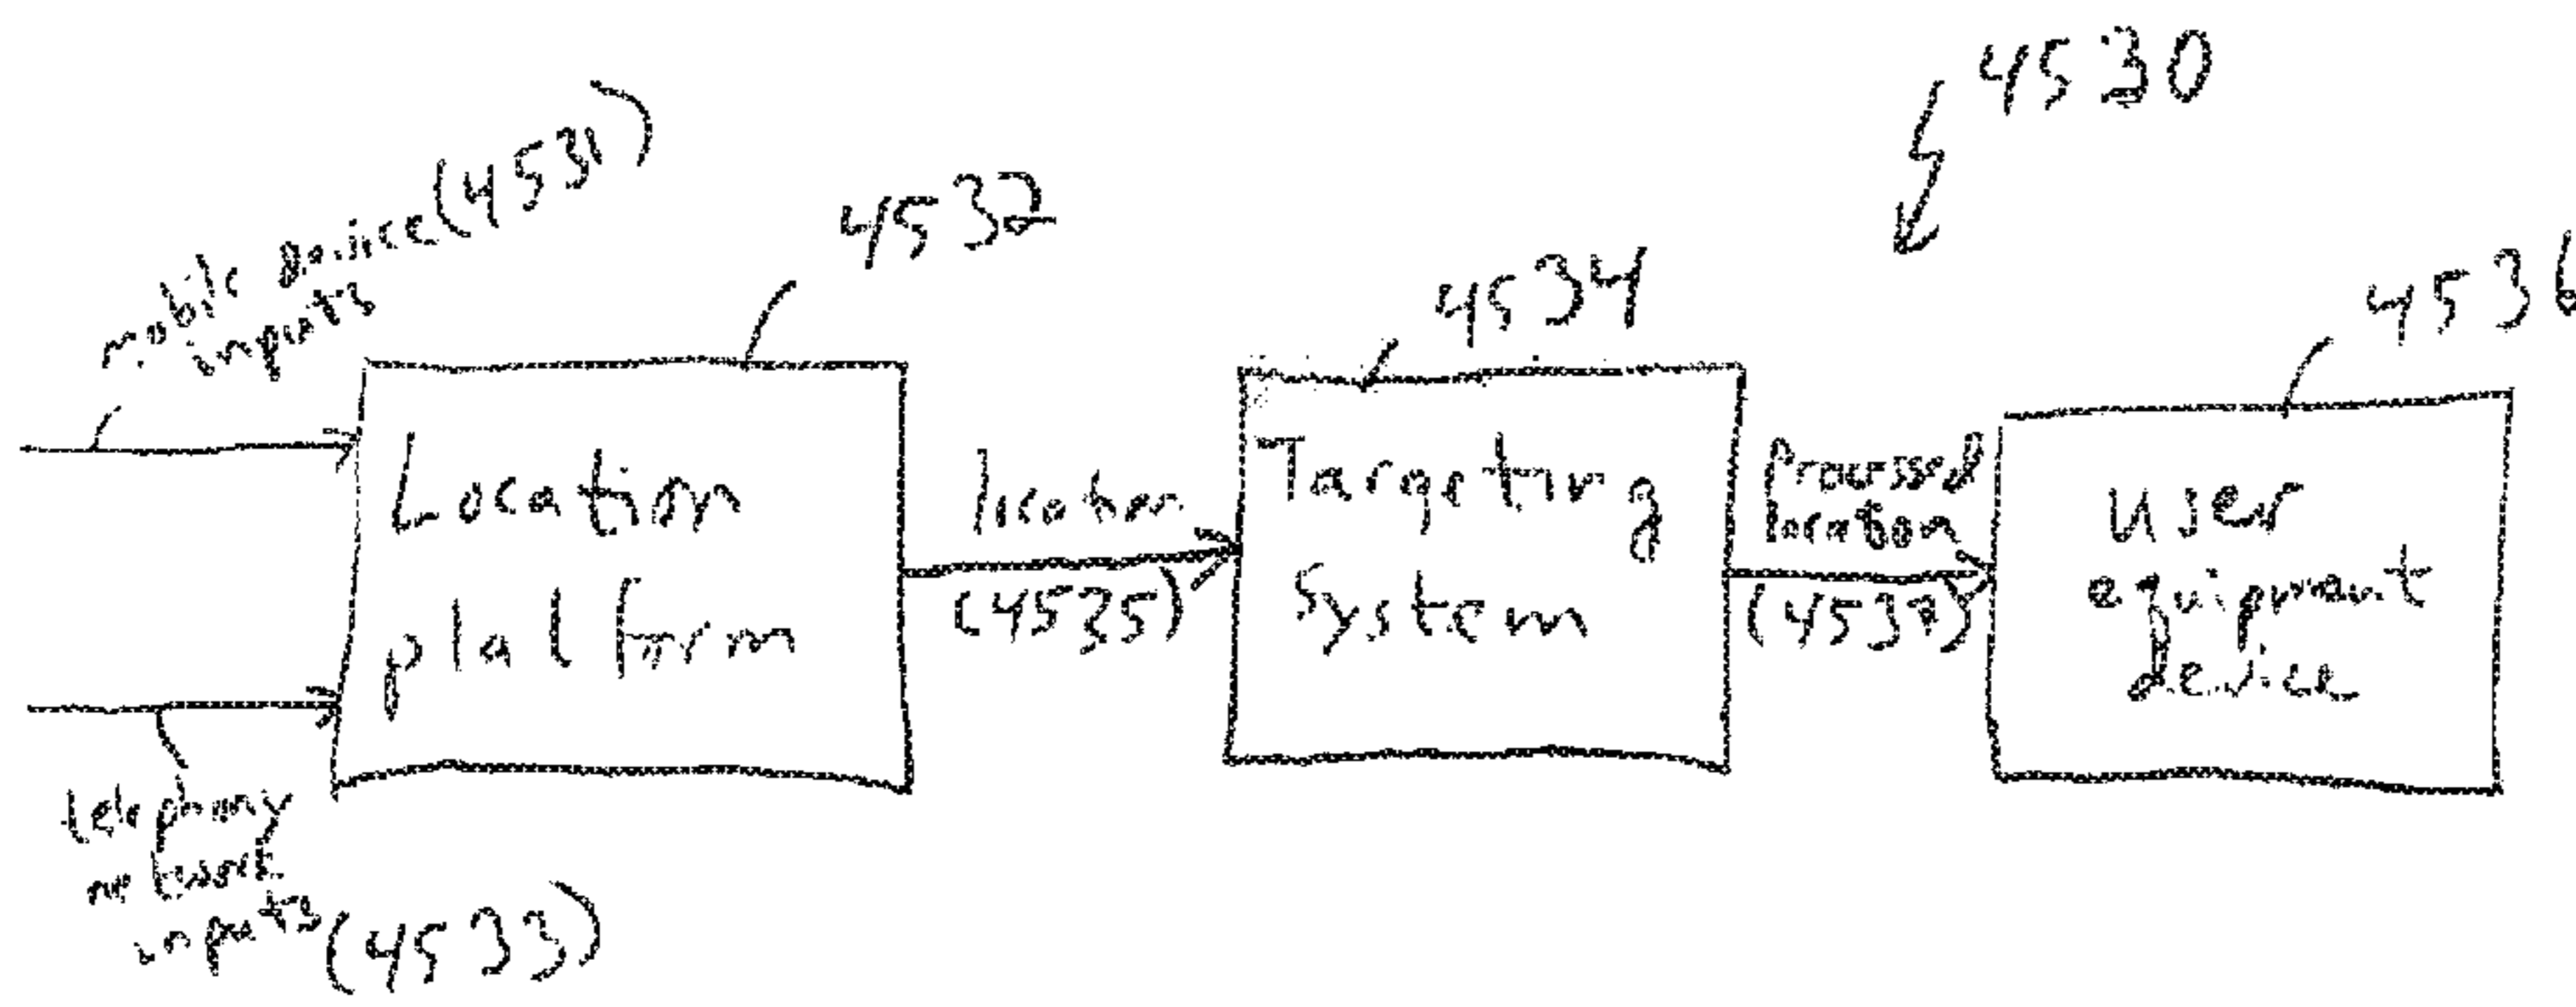 4530
mobile device (4531)
inputs
4532
4534
4536
Location
platform
location
(4535)
Targeting
System
Processed
location
(4537)
User
equipment
device
telephony
network
inputs (4533)